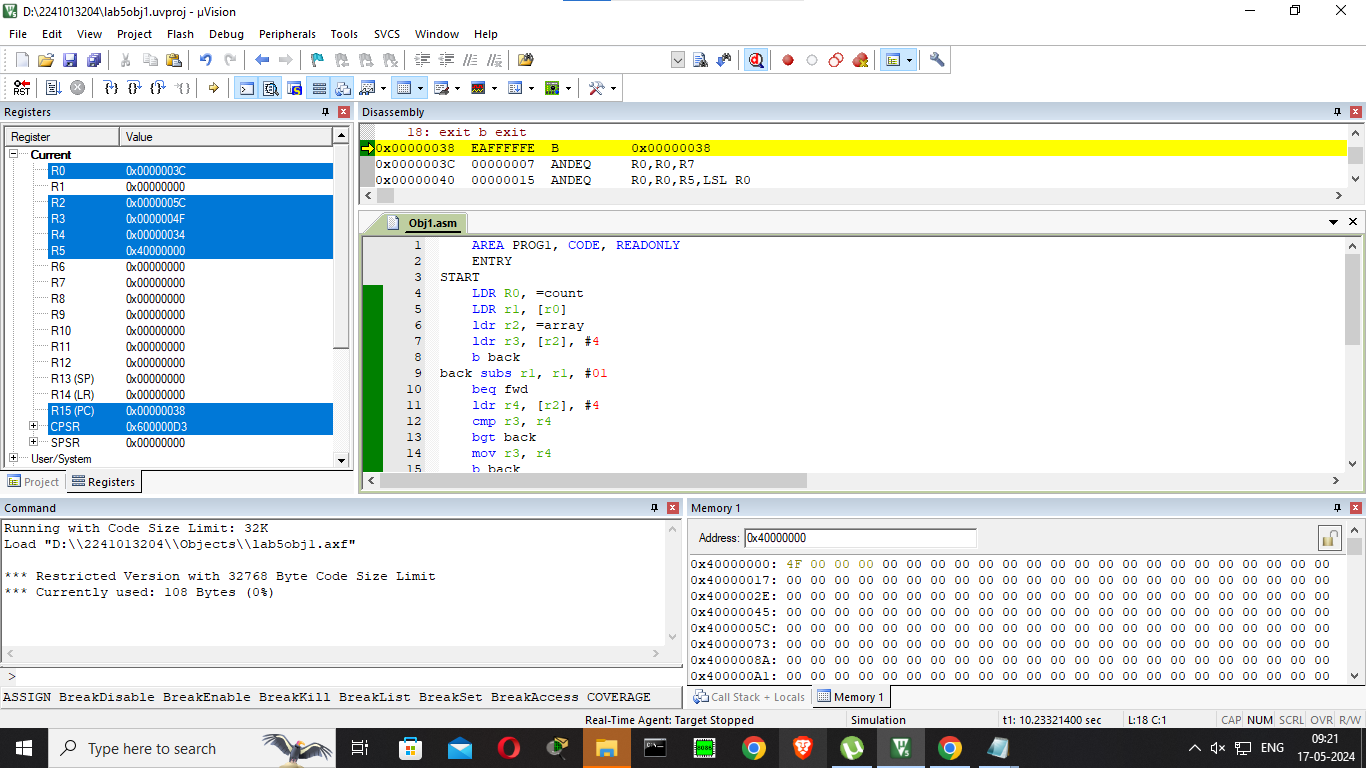 D:\2241013204\lab5obj1.uvproj - µVision
File Edit View Project Flash Debug Peripherals Tools SVCS Window Help
RST
Registers
Register Value
Current
R0 0x0000003C
R1 0x00000000
R2 0x0000005C
R3 0x0000004F
R4 0x00000034
R5 0x40000000
R6 0x00000000
R7 0x00000000
R8 0x00000000
R9 0x00000000
R10 0x00000000
R11 0x00000000
R12 0x00000000
R13 (SP) 0x00000000
R14 (LR) 0x00000000
R15 (PC) 0x00000038
CPSR 0x600000D3
SPSR 0x00000000
User/System
Project Registers
Disassembly
18: exit b exit
0x00000038 EAFFFFFE B 0x00000038
0x0000003C 00000007 ANDEQ R0,R0,R7
0x00000040 00000015 ANDEQ R0,R0,R5,LSL R0
Obj1.asm
1 AREA PROG1, CODE, READONLY
2 ENTRY
3 START
4 LDR R0, =count
5 LDR r1, [r0]
6 ldr r2, =array
7 ldr r3, [r2], #4
8 b back
9 back subs r1, r1, #01
10 beq fwd
11 ldr r4, [r2], #4
12 cmp r3, r4
13 bgt back
14 mov r3, r4
15 b back
Command
Running with Code Size Limit: 32K
Load "D:\\2241013204\\Objects\\lab5obj1.axf"
*** Restricted Version with 32768 Byte Code Size Limit
*** Currently used: 108 Bytes (0%)
>
ASSIGN BreakDisable BreakEnable BreakKill BreakList BreakSet BreakAccess COVERAGE
Memory 1
Address: 0x40000000
0x40000000: 4F 00 00 00 00 00 00 00 00 00 00 00 00 00 00 00 00 00 00 00 00 00 00
0x40000017: 00 00 00 00 00 00 00 00 00 00 00 00 00 00 00 00 00 00 00 00 00 00 00
0x4000002E: 00 00 00 00 00 00 00 00 00 00 00 00 00 00 00 00 00 00 00 00 00 00 00
0x40000045: 00 00 00 00 00 00 00 00 00 00 00 00 00 00 00 00 00 00 00 00 00 00 00
0x4000005C: 00 00 00 00 00 00 00 00 00 00 00 00 00 00 00 00 00 00 00 00 00 00 00
0x40000073: 00 00 00 00 00 00 00 00 00 00 00 00 00 00 00 00 00 00 00 00 00 00 00
0x4000008A: 00 00 00 00 00 00 00 00 00 00 00 00 00 00 00 00 00 00 00 00 00 00 00
0x400000A1: 00 00 00 00 00 00 00 00 00 00 00 00 00 00 00 00 00 00 00 00 00 00 00
Call Stack + Locals Memory 1
Real-Time Agent: Target Stopped Simulation t1: 10.23321400 sec L:18 C:1 CAP NUM SCRL OVR R/W
Type here to search
ENG
09:21
17-05-2024